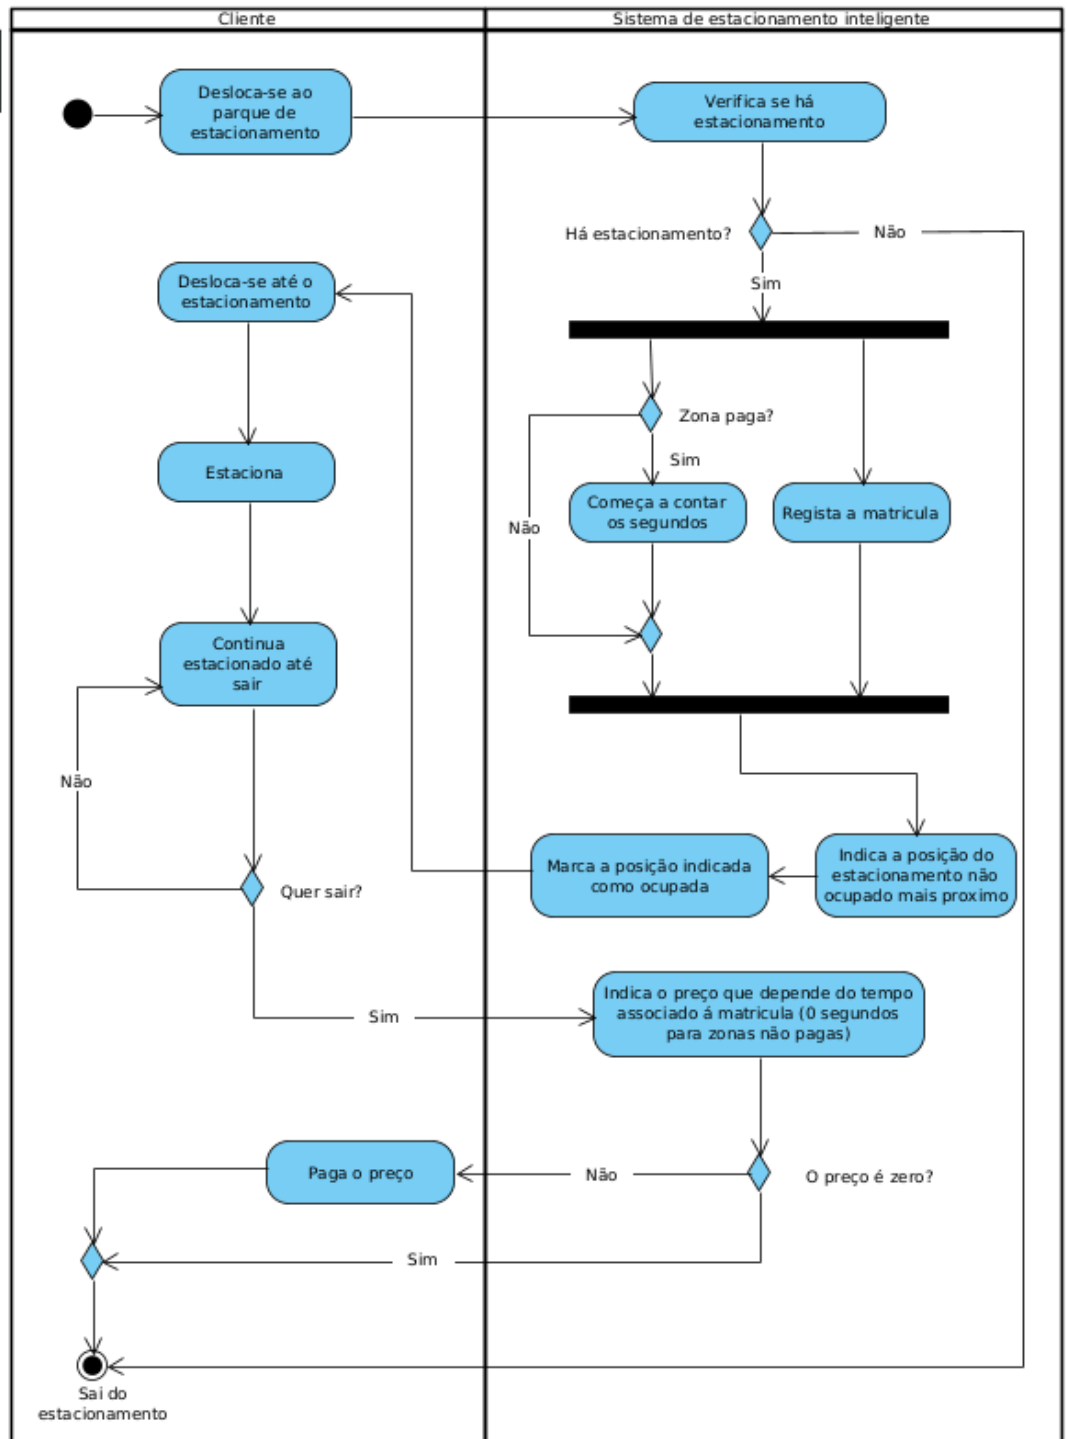 Cliente
Sistema de estacionamento inteligente
Desloca-se ao
parque de
estacionamento
Verifica se há
estacionamento
Há estacionamento?
Não
Sim
Desloca-se até o
estacionamento
Zona paga?
Sim
Estaciona
Começa a contar
os segundos
Regista a matricula
Não
Continua
estacionado até
sair
Não
Quer sair?
Marca a posição indicada
como ocupada
Indica a posição do
estacionamento não
ocupado mais proximo
Sim
Indica o preço que depende do tempo
associado á matricula (0 segundos
para zonas não pagas)
Paga o preço
Não
O preço é zero?
Sim
Sai do
estacionamento